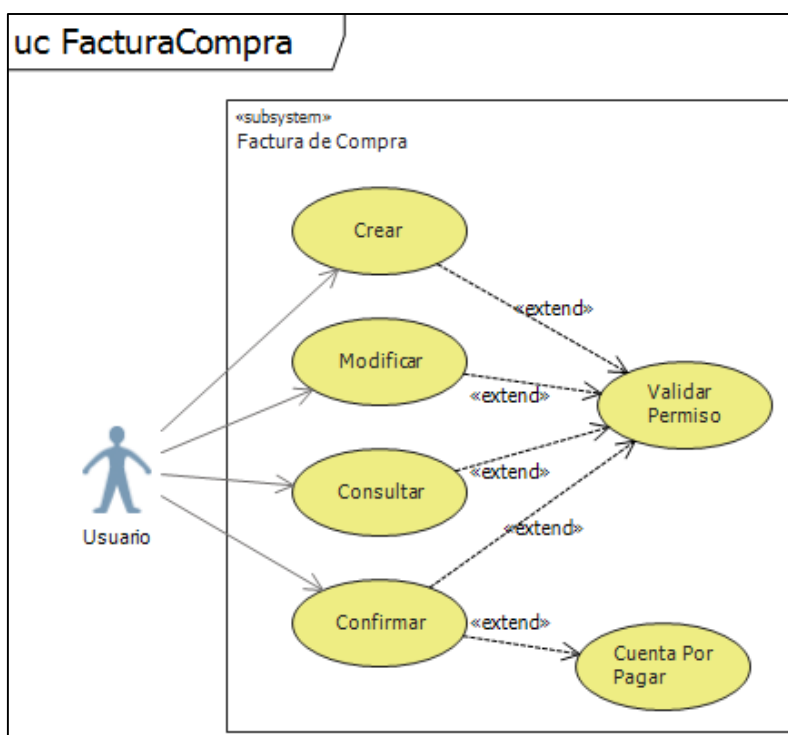 uc FacturaCompra
«subsystem»
Factura de Compra
Crear
«extend»
Modificar
«extend»
Validar
Permiso
Consultar
«extend»
«extend»
Usuario
Confirmar
«extend»
Cuenta Por
Pagar